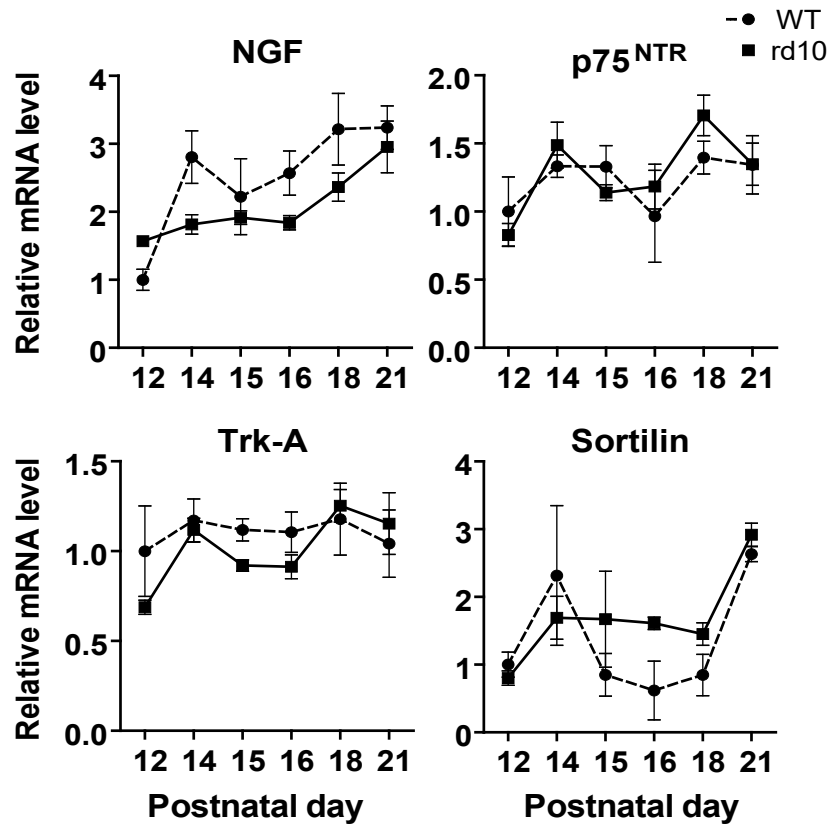 WT
rd10
NGF
p75NTR
Relative mRNA level
4
3
2
1
0
12 14 15 16 18 21
2.0
1.5
1.0
0.5
0.0
12 14 15 16 18 21
Trk-A
Sortilin
Relative mRNA level
1.5
1.0
0.5
0.0
12 14 15 16 18 21
Postnatal day
4
3
2
1
0
12 14 15 16 18 21
Postnatal day